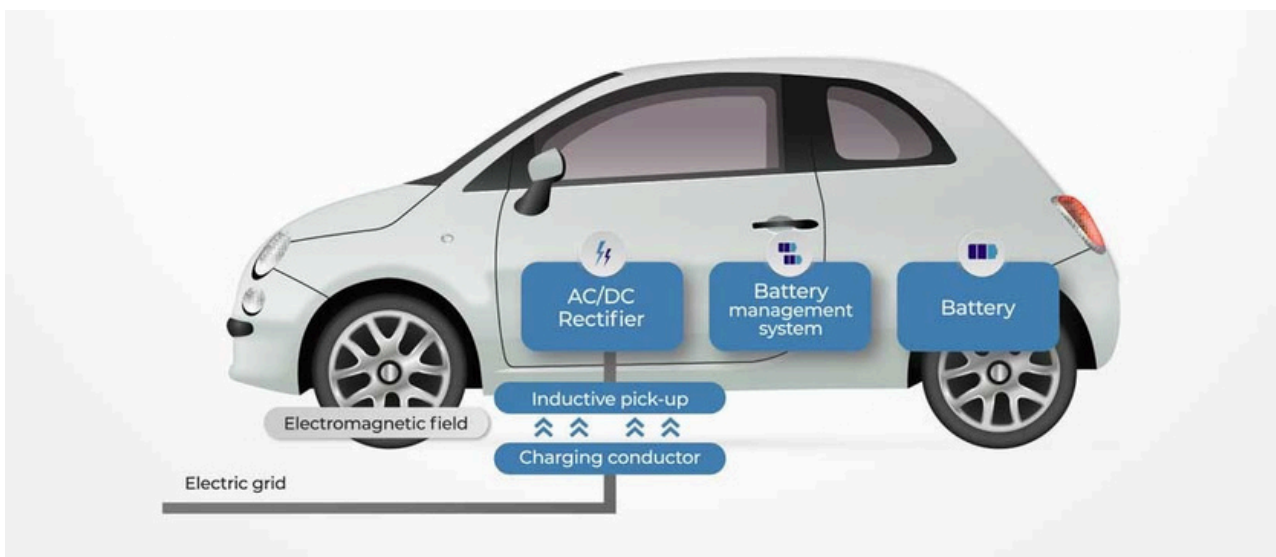 AC/DC
Rectifier
Battery
management
system
Battery
Inductive pick-up
Electromagnetic field
Charging conductor
Electric grid